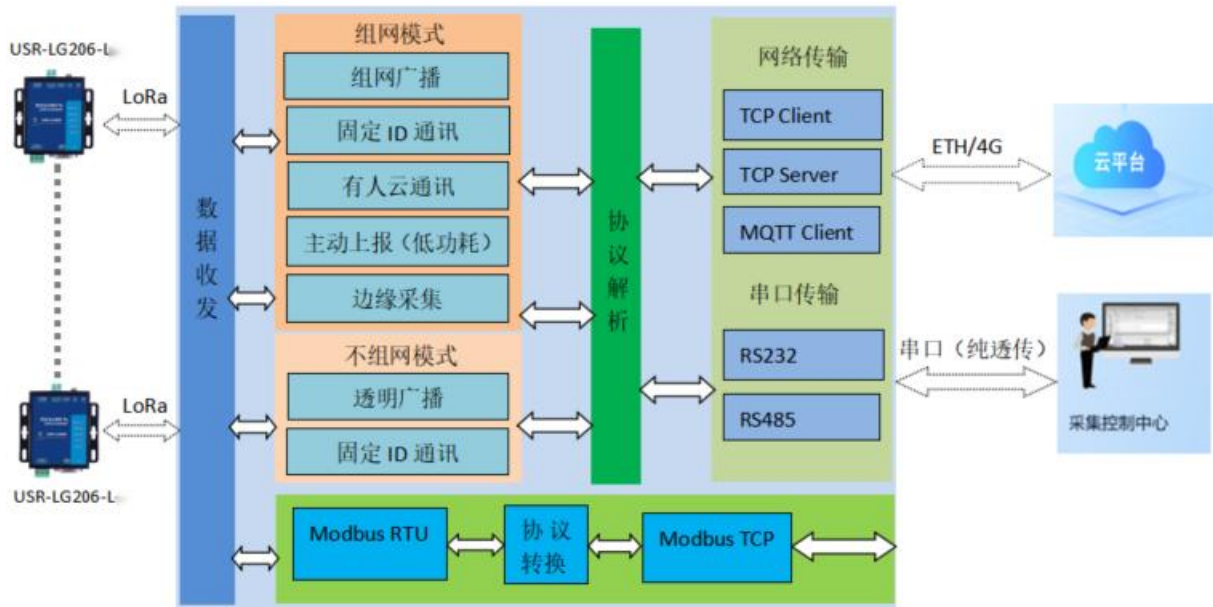 USR-LG206-L
LoRa
USR-LG206-L
LoRa
数据收发
组网模式
组网广播
固定 ID 通讯
有人云通讯
主动上报（低功耗）
边缘采集
不组网模式
透明广播
固定 ID 通讯
协议解析
网络传输
TCP Client
TCP Server
MQTT Client
串口传输
RS232
RS485
Modbus RTU
协 议
转换
Modbus TCP
ETH/4G
云平台
串口（纯透传）
采集控制中心